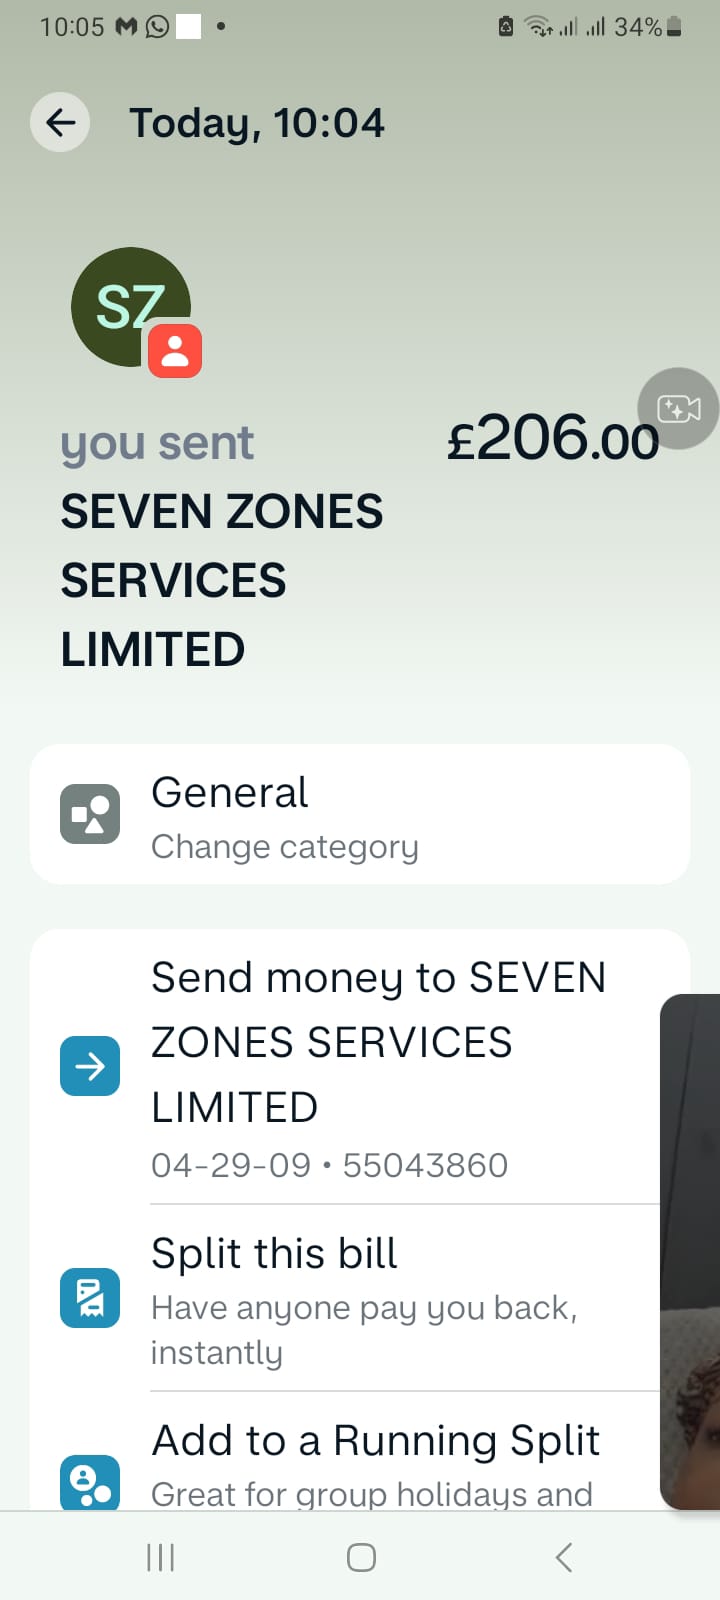 10:05
34%
Today, 10:04
SZ
you sent
£206.00
SEVEN ZONES
SERVICES
LIMITED
General
Change category
Send money to SEVEN
ZONES SERVICES
LIMITED
04-29-09 • 55043860
Split this bill
Have anyone pay you back,
instantly
Add to a Running Split
Great for group holidays and